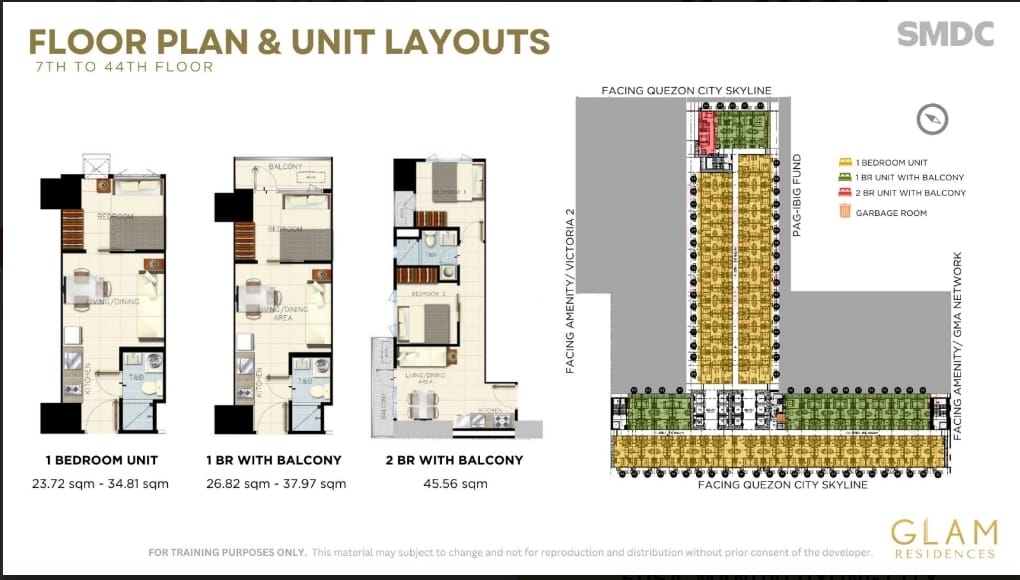 FLOOR PLAN & UNIT LAYOUTS
7TH TO 44TH FLOOR
SMDC
FACING QUEZON CITY SKYLINE
FACING AMENITY/ VICTORIA 2
PAG-IBIG FUND
FACING AMENITY/ GMA NETWORK
FACING QUEZON CITY SKYLINE
1 BEDROOM UNIT
1 BR UNIT WITH BALCONY
2 BR UNIT WITH BALCONY
GARBAGE ROOM
BEDROOM
LIVING/DINING
KITCHEN
T&B
BALCONY
BEDROOM
LIVING/DINING
AREA
KITCHEN
T&B
BEDROOM 1
T&B
BEDROOM 2
LIVING/DINING
AREA
BALCONY
KITCHEN
1 BEDROOM UNIT
23.72 sqm - 34.81 sqm
1 BR WITH BALCONY
26.82 sqm - 37.97 sqm
2 BR WITH BALCONY
45.56 sqm
GLAM
RESIDENCES
FOR TRAINING PURPOSES ONLY. This material may subject to change and not for reproduction and distribution without prior consent of the developer.